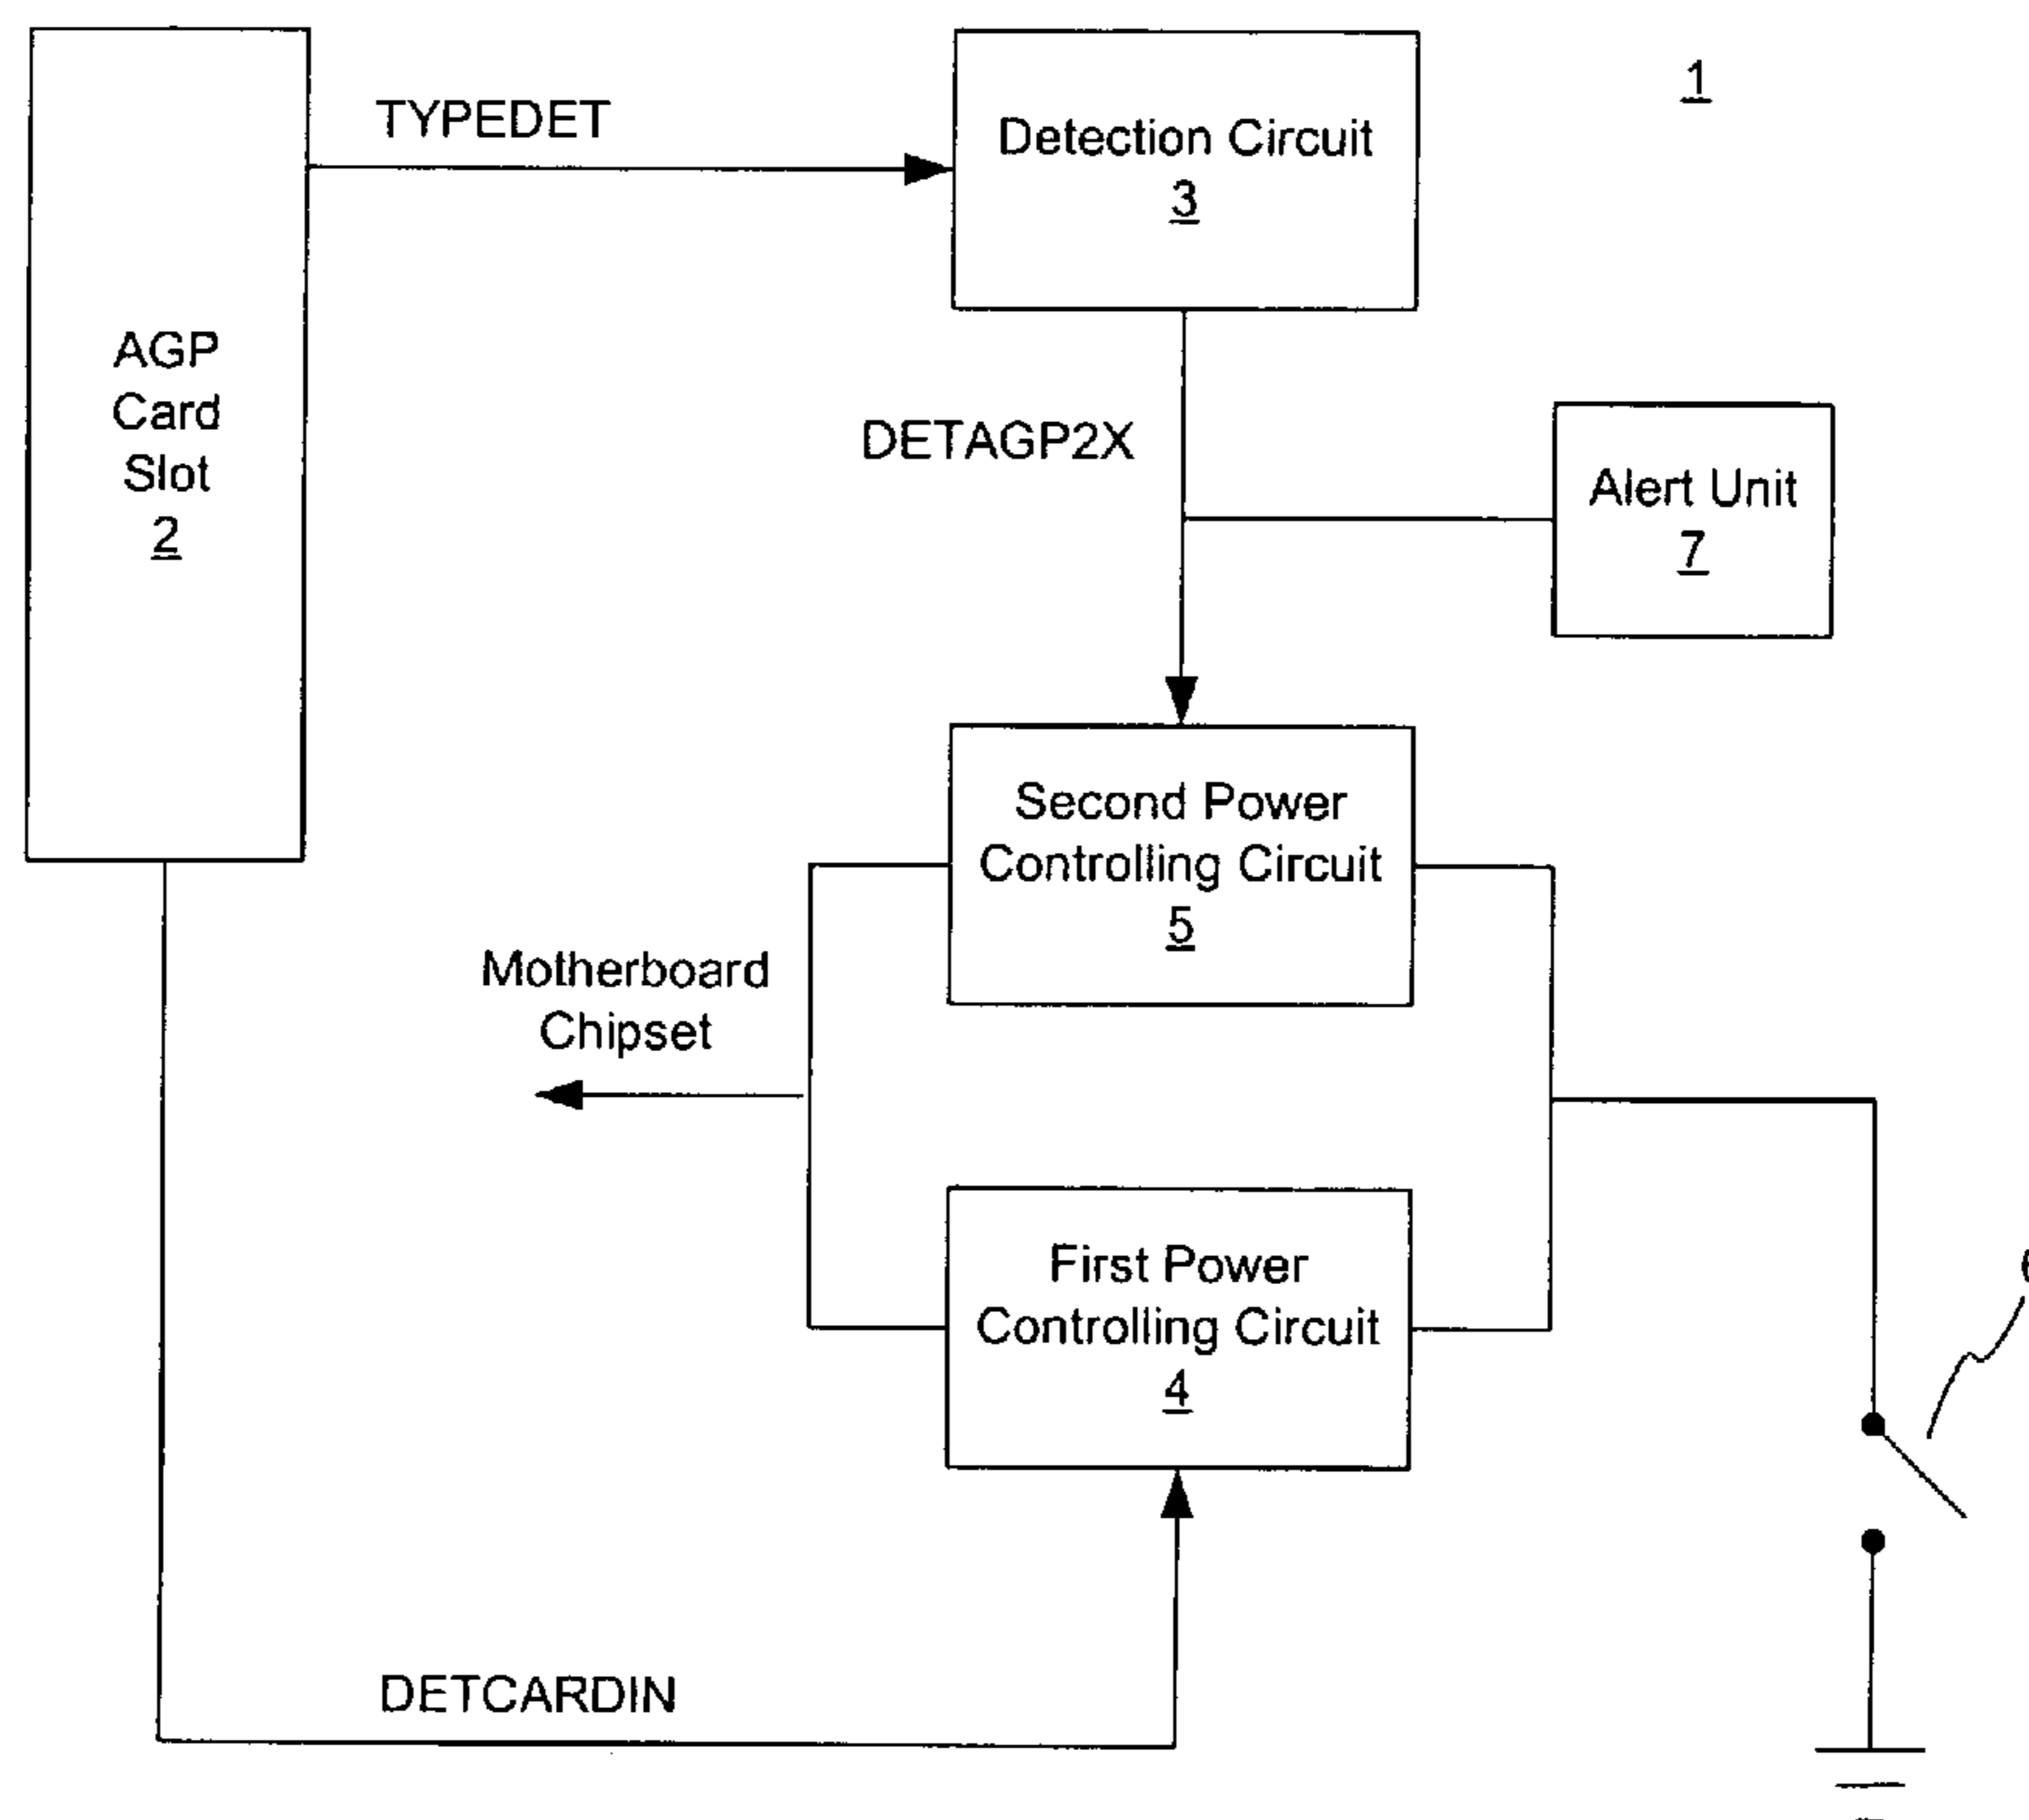 1
TYPEDET
Detection Circuit
3
AGP
Card
Slot
2
DETAGP2X
Alert Unit
7
Second Power
Controlling Circuit
5
Motherboard
Chipset
First Power
Controlling Circuit
4
DETCARDIN